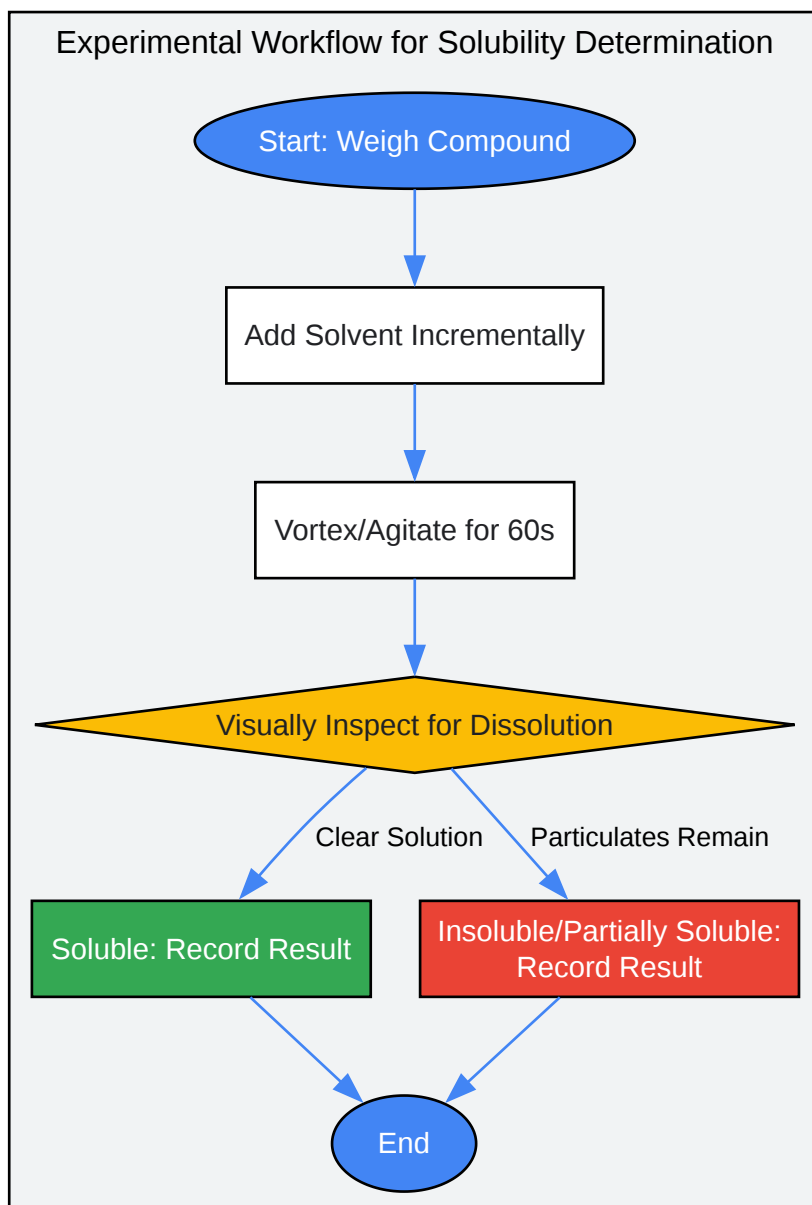 Experimental Workflow for Solubility Determination
Start: Weigh Compound
Add Solvent Incrementally
Vortex/Agitate for 60s
Visually Inspect for Dissolution
Clear Solution
Particulates Remain
Soluble: Record Result
Insoluble/Partially Soluble:
Record Result
End